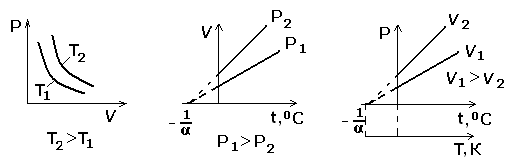 P
T₂
T₁
V
T₂>T₁
V
P₂
P₁
-1/α
t,⁰C
P₁>P₂
P
V₂
V₁
V₁>V₂
-1/α
t,⁰C
T,K